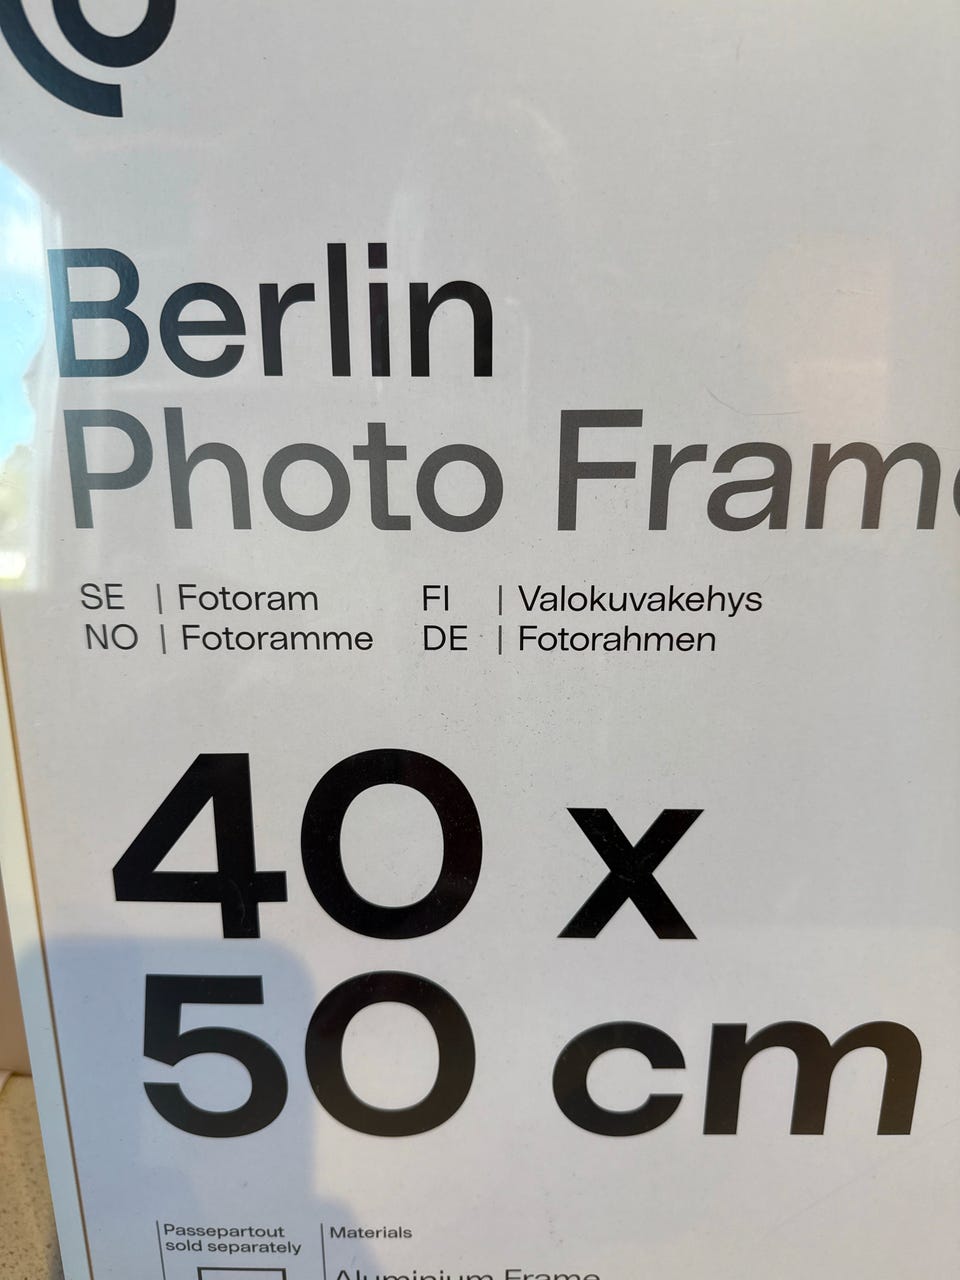 Berlin
Photo Frame
SE | Fotoram FI | Valokuvakehys
NO | Fotoramme DE | Fotorahmen
40 x
50 cm
Passepartout
sold separately
Materials
Aluminium Frame